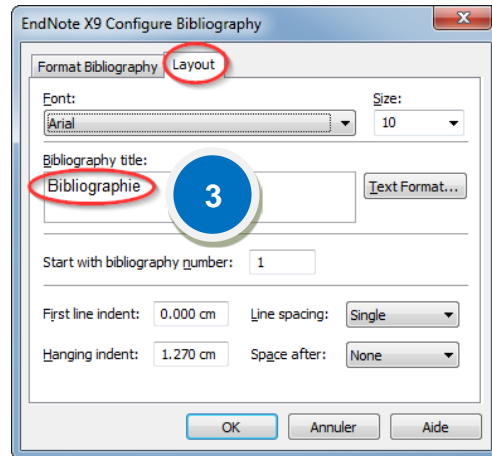 EndNote X9 Configure Bibliography
x
Format Bibliography Layout
Font: Size:
Arial 10
Bibliography title:
Bibliographie 3 Text Format...
Start with bibliography number: 1
First line indent: 0.000 cm Line spacing: Single
Hanging indent: 1.270 cm Space after: None
OK Annuler Aide